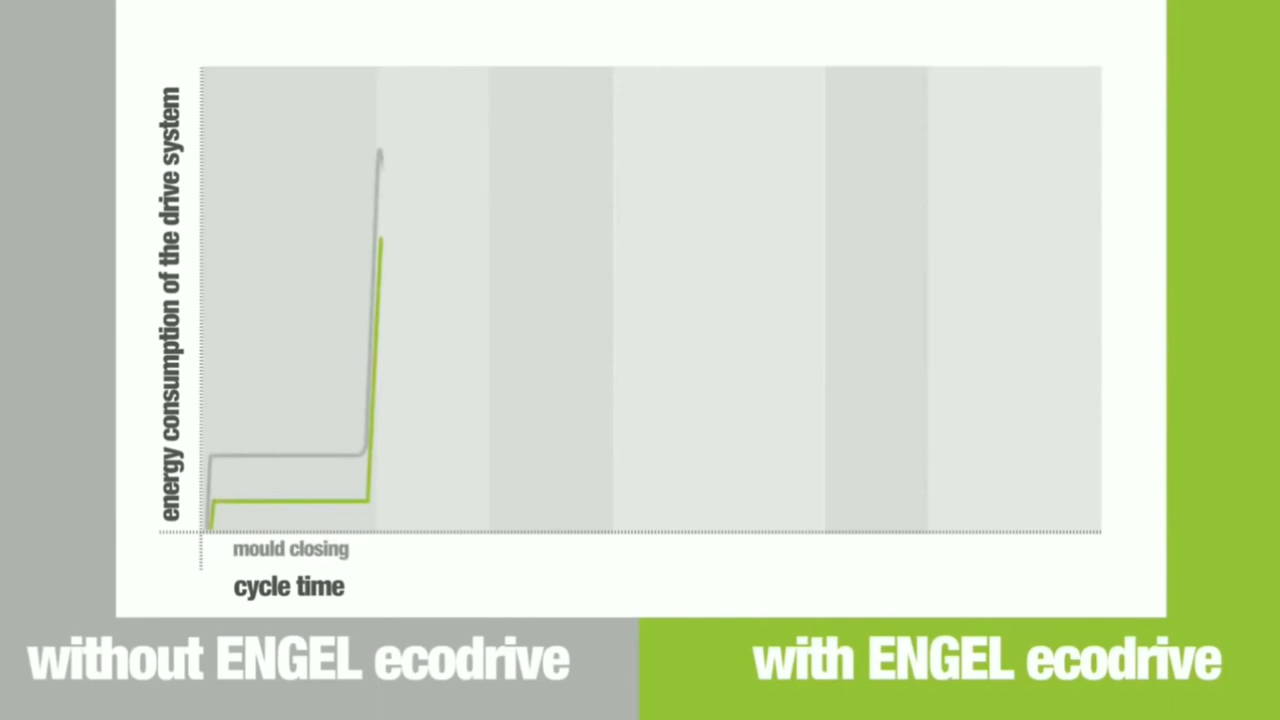 energy consumption of the drive system
mould closing
cycle time
without ENGEL ecodrive
with ENGEL ecodrive